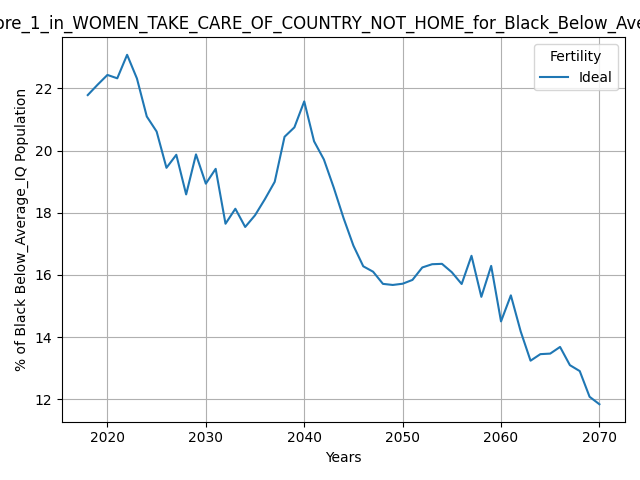 ore_1_in_WOMEN_TAKE_CARE_OF_COUNTRY_NOT_HOME_for_Black_Below_Ave
Fertility
Ideal
% of Black Below_Average_IQ Population
22
20
18
16
14
12
2020 2030 2040 2050 2060 2070
Years